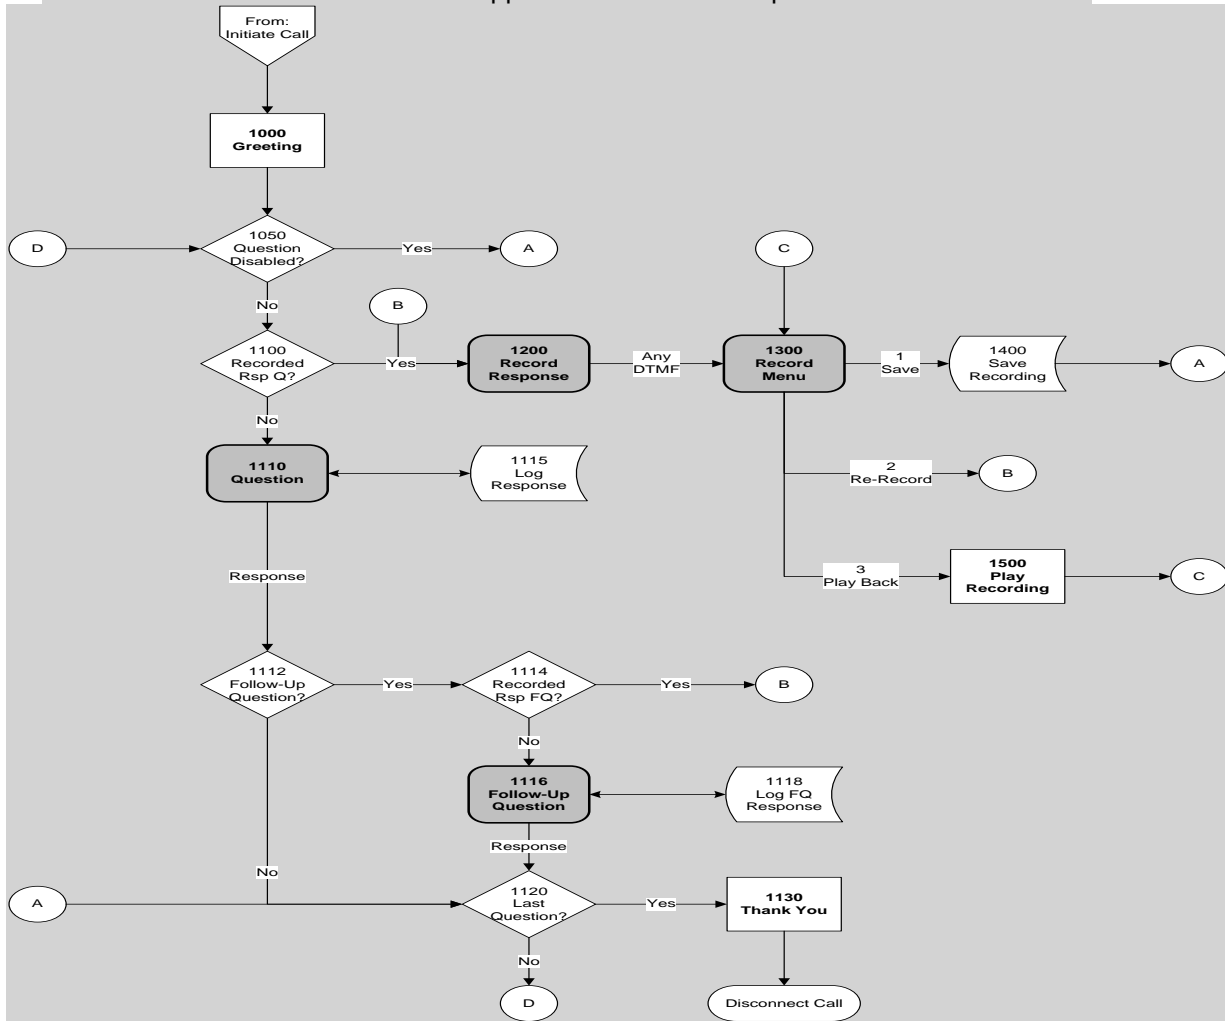 From:
Initiate Call
1000
Greeting
D
1050
Question
Disabled?
Yes
A
C
No
B
1100
Recorded
Rsp Q?
Yes
1200
Record
Response
Any
DTMF
1300
Record
Menu
1
Save
1400
Save
Recording
A
No
1110
Question
1115
Log
Response
2
Re-Record
B
Response
3
Play Back
1500
Play
Recording
C
1112
Follow-Up
Question?
Yes
1114
Recorded
Rsp FQ?
Yes
B
No
1116
Follow-Up
Question
1118
Log FQ
Response
Response
No
A
1120
Last
Question?
Yes
1130
Thank You
No
D
Disconnect Call